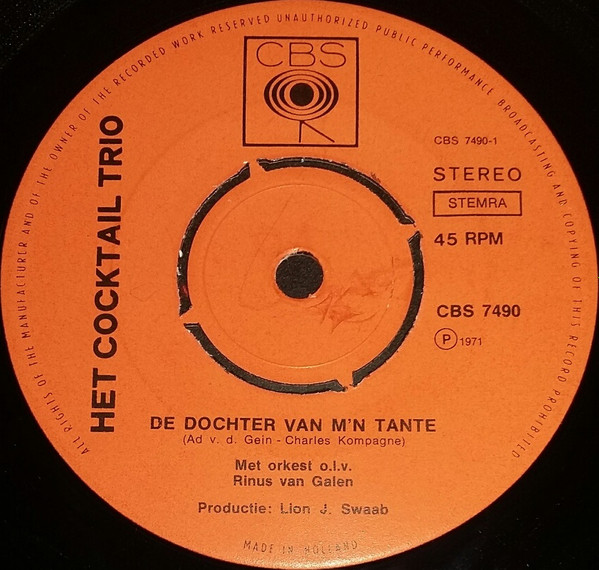 ALL RIGHTS OF THE MANUFACTURER AND OF THE OWNER OF THE RECORDED WORK RESERVED UNAUTHORIZED PUBLIC PERFORMANCE BROADCASTING AND COPYING OF THIS RECORD PROHIBITED
CBS
CBS 7490-1
STEREO
STEMRA
45 RPM
CBS 7490
Ⓟ 1971
HET COCKTAIL TRIO
DE DOCHTER VAN M'N TANTE
(Ad v. d. Gein - Charles Kompagne)
Met orkest o.l.v.
Rinus van Galen
Productie: Lion J. Swaab
MADE IN HOLLAND